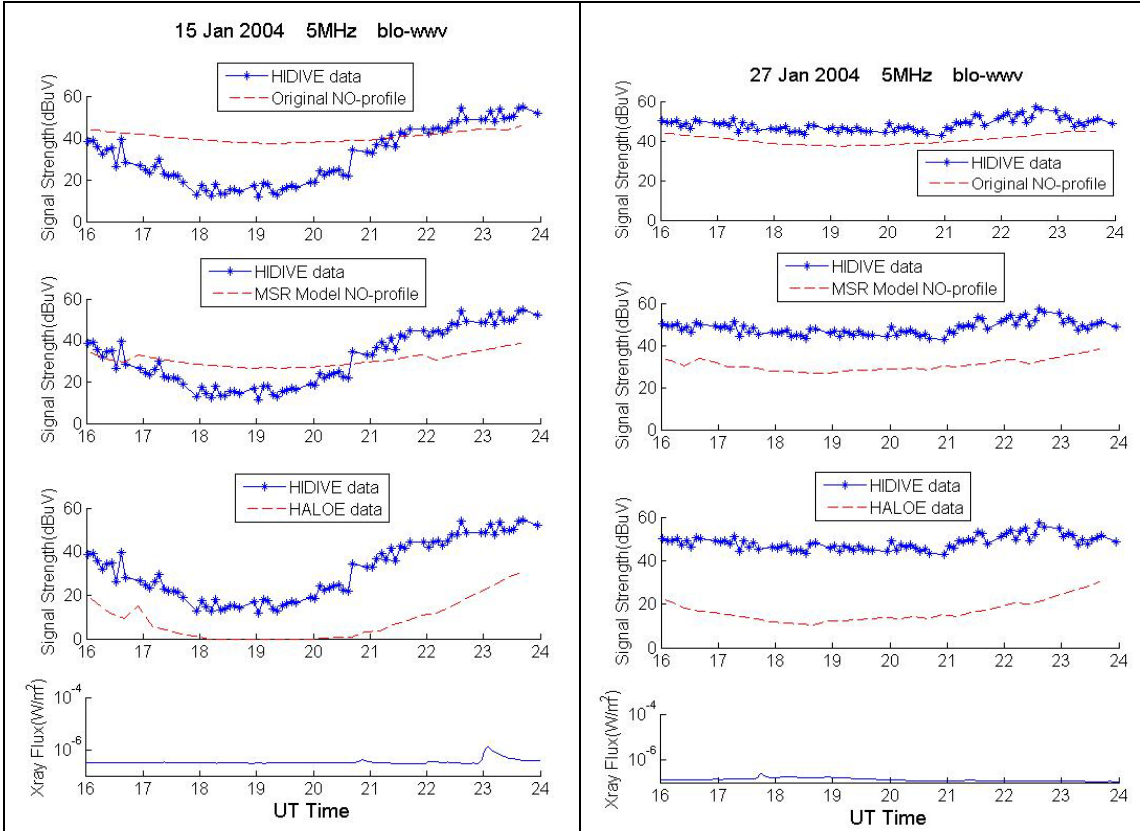 15 Jan 2004 5MHz blo-wwv
HIDIVE data
Original NO-profile
Signal Strength(dBuV)
60
40
20
0
16 17 18 19 20 21 22 23 24
HIDIVE data
MSR Model NO-profile
Signal Strength(dBuV)
60
40
20
0
16 17 18 19 20 21 22 23 24
HIDIVE data
HALOE data
Signal Strength(dBuV)
60
40
20
0
16 17 18 19 20 21 22 23 24
Xray Flux(W/m²)
10⁻⁴
10⁻⁶
16 17 18 19 20 21 22 23 24
UT Time
27 Jan 2004 5MHz blo-wwv
HIDIVE data
Original NO-profile
Signal Strength(dBuV)
60
40
20
0
16 17 18 19 20 21 22 23 24
HIDIVE data
MSR Model NO-profile
Signal Strength(dBuV)
60
40
20
0
16 17 18 19 20 21 22 23 24
HIDIVE data
HALOE data
Signal Strength(dBuV)
60
40
20
0
16 17 18 19 20 21 22 23 24
Xray Flux(W/m²)
10⁻⁴
10⁻⁶
16 17 18 19 20 21 22 23 24
UT Time